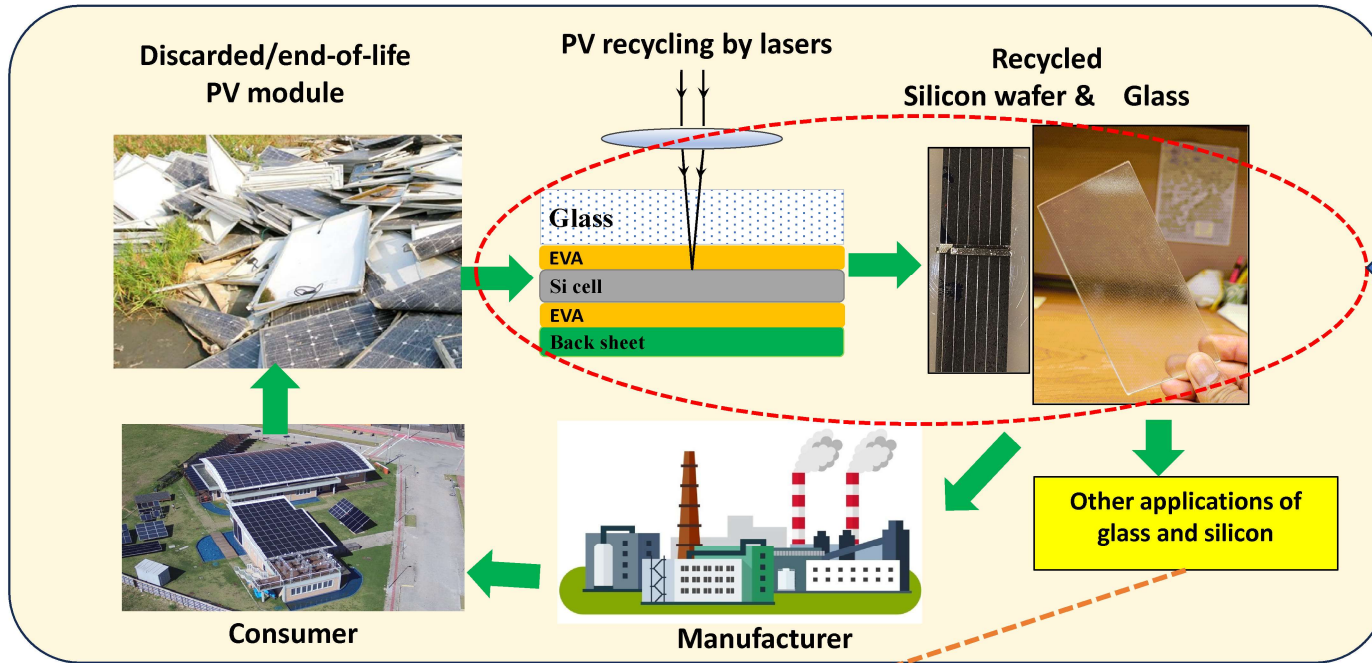 Discarded/end-of-life
PV module
PV recycling by lasers
Recycled
Silicon wafer & Glass
Glass
EVA
Si cell
EVA
Back sheet
Other applications of
glass and silicon
Consumer
Manufacturer